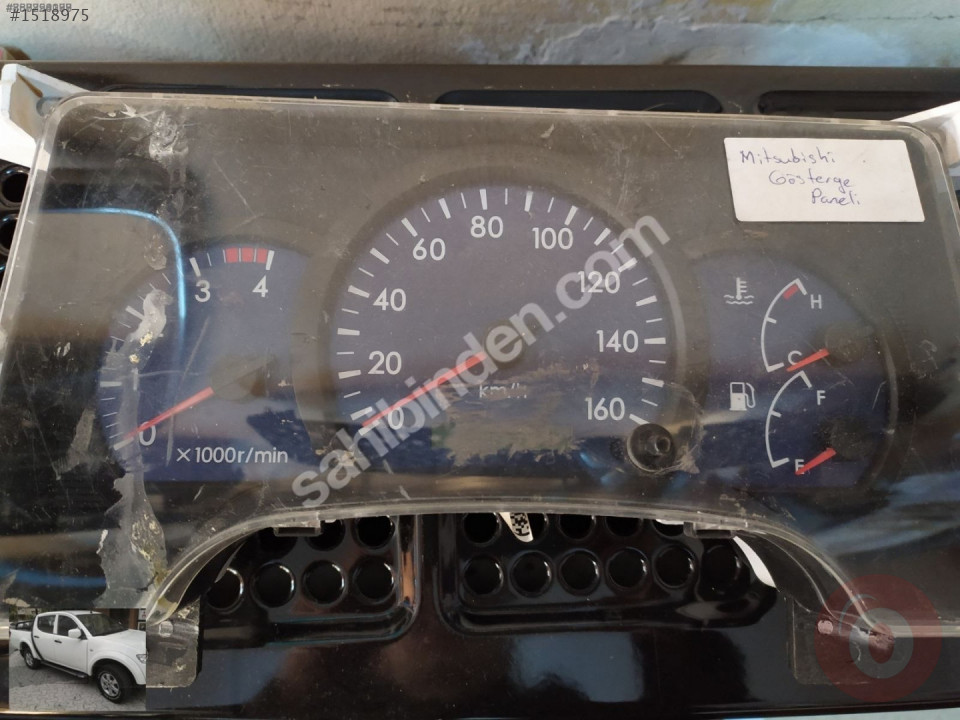 #1518975
Mitsubishi
Gösterge
Paneli
3
4
0
x1000r/min
0
20
40
60
80
100
120
140
160
km/h
H
C
F
E
sahibinden.com